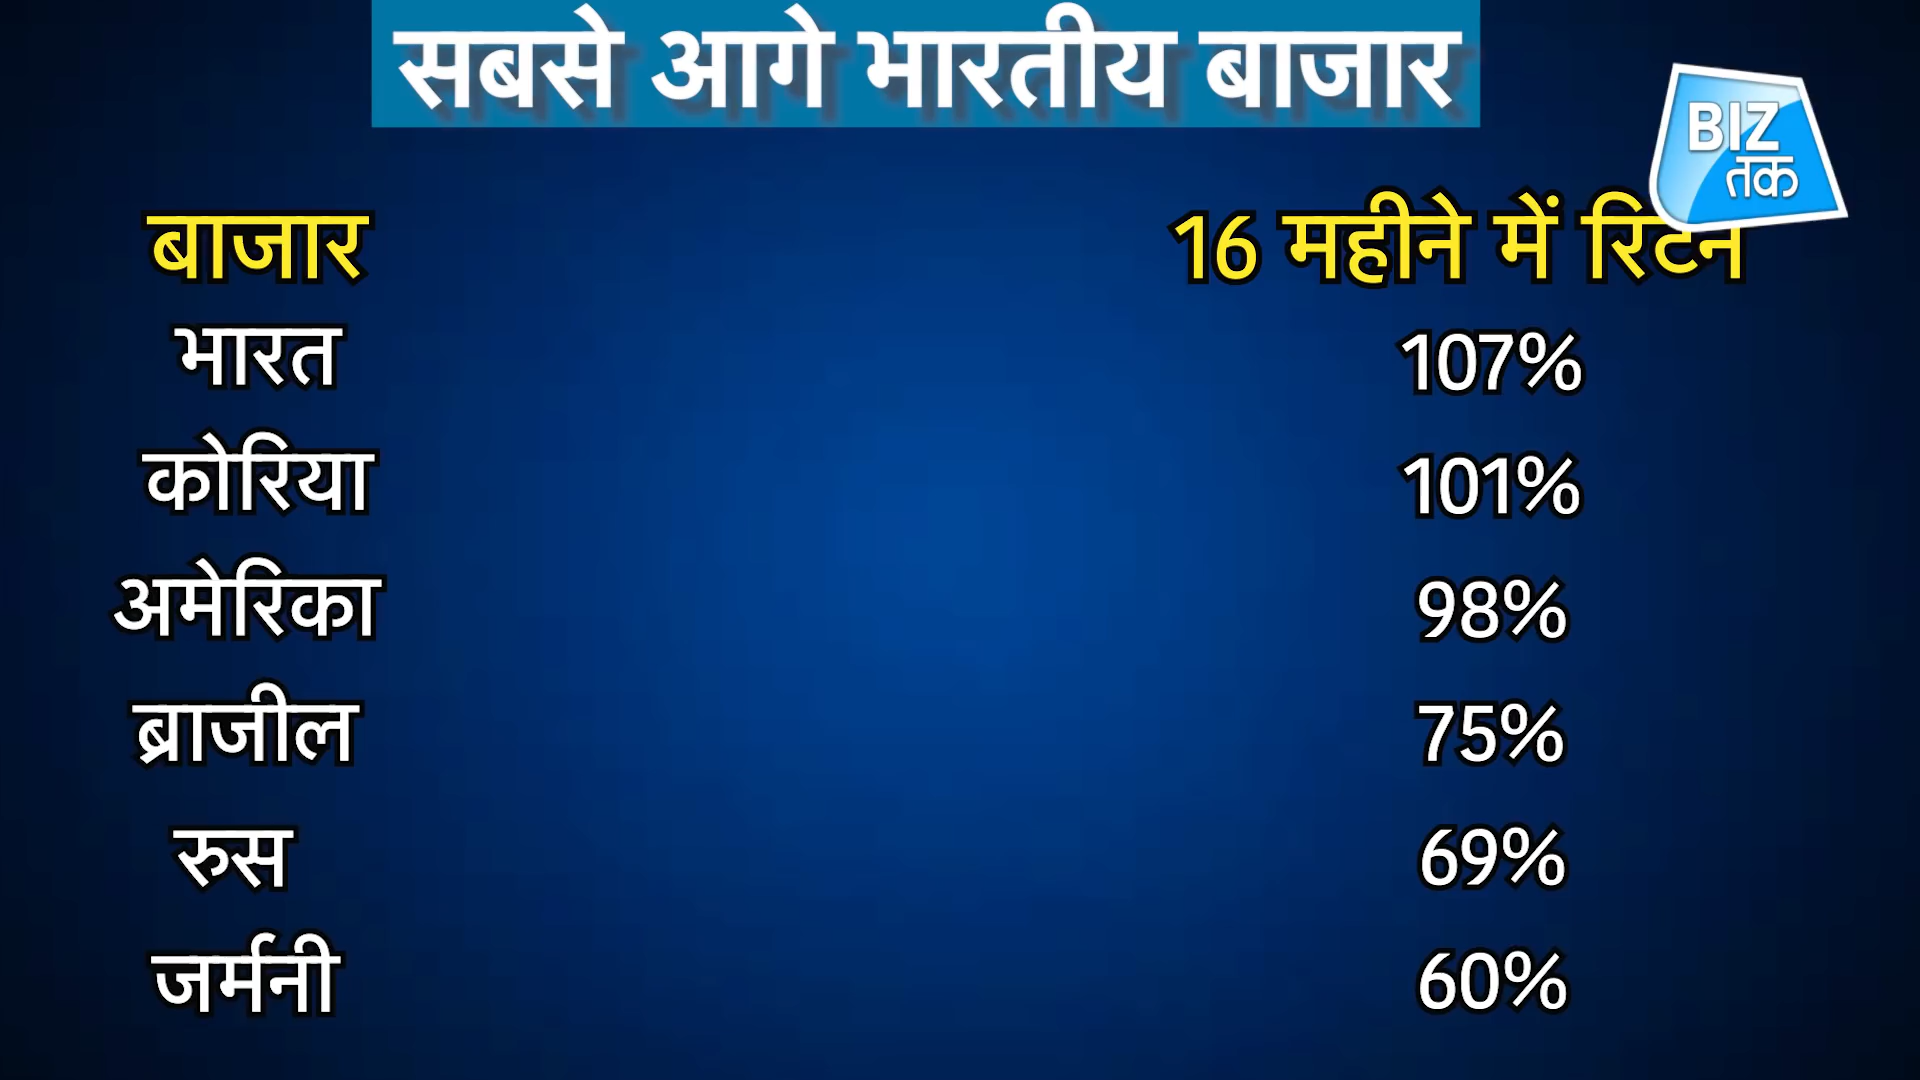 सबसे आगे भारतीय बाजार
BIZ
तक
बाजार 16 महीने में रिटर्न
भारत 107%
कोरिया 101%
अमेरिका 98%
ब्राजील 75%
रुस 69%
जर्मनी 60%